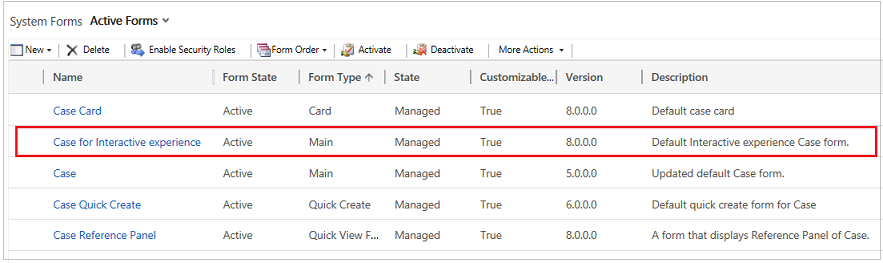 System Forms Active Forms
New Delete Enable Security Roles Form Order Activate Deactivate More Actions
Name Form State Form Type ↑ State Customizable... Version Description
Case Card Active Card Managed True 8.0.0.0 Default case card
Case for Interactive experience Active Main Managed True 8.0.0.0 Default Interactive experience Case form.
Case Active Main Managed True 5.0.0.0 Updated default Case form.
Case Quick Create Active Quick Create Managed True 6.0.0.0 Default quick create form for Case
Case Reference Panel Active Quick View F... Managed True 8.0.0.0 A form that displays Reference Panel of Case.